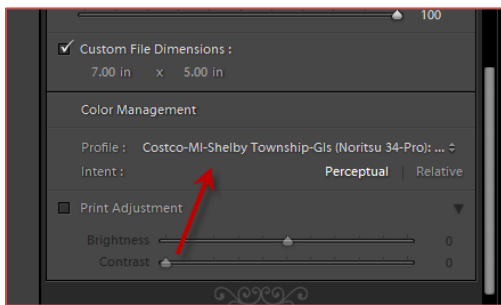 100
Custom File Dimensions :
7.00 in x 5.00 in
Color Management
Profile : Costco-MI-Shelby Township-Gls (Noritsu 34-Pro): ...
Intent : Perceptual Relative
Print Adjustment
Brightness 0
Contrast 0